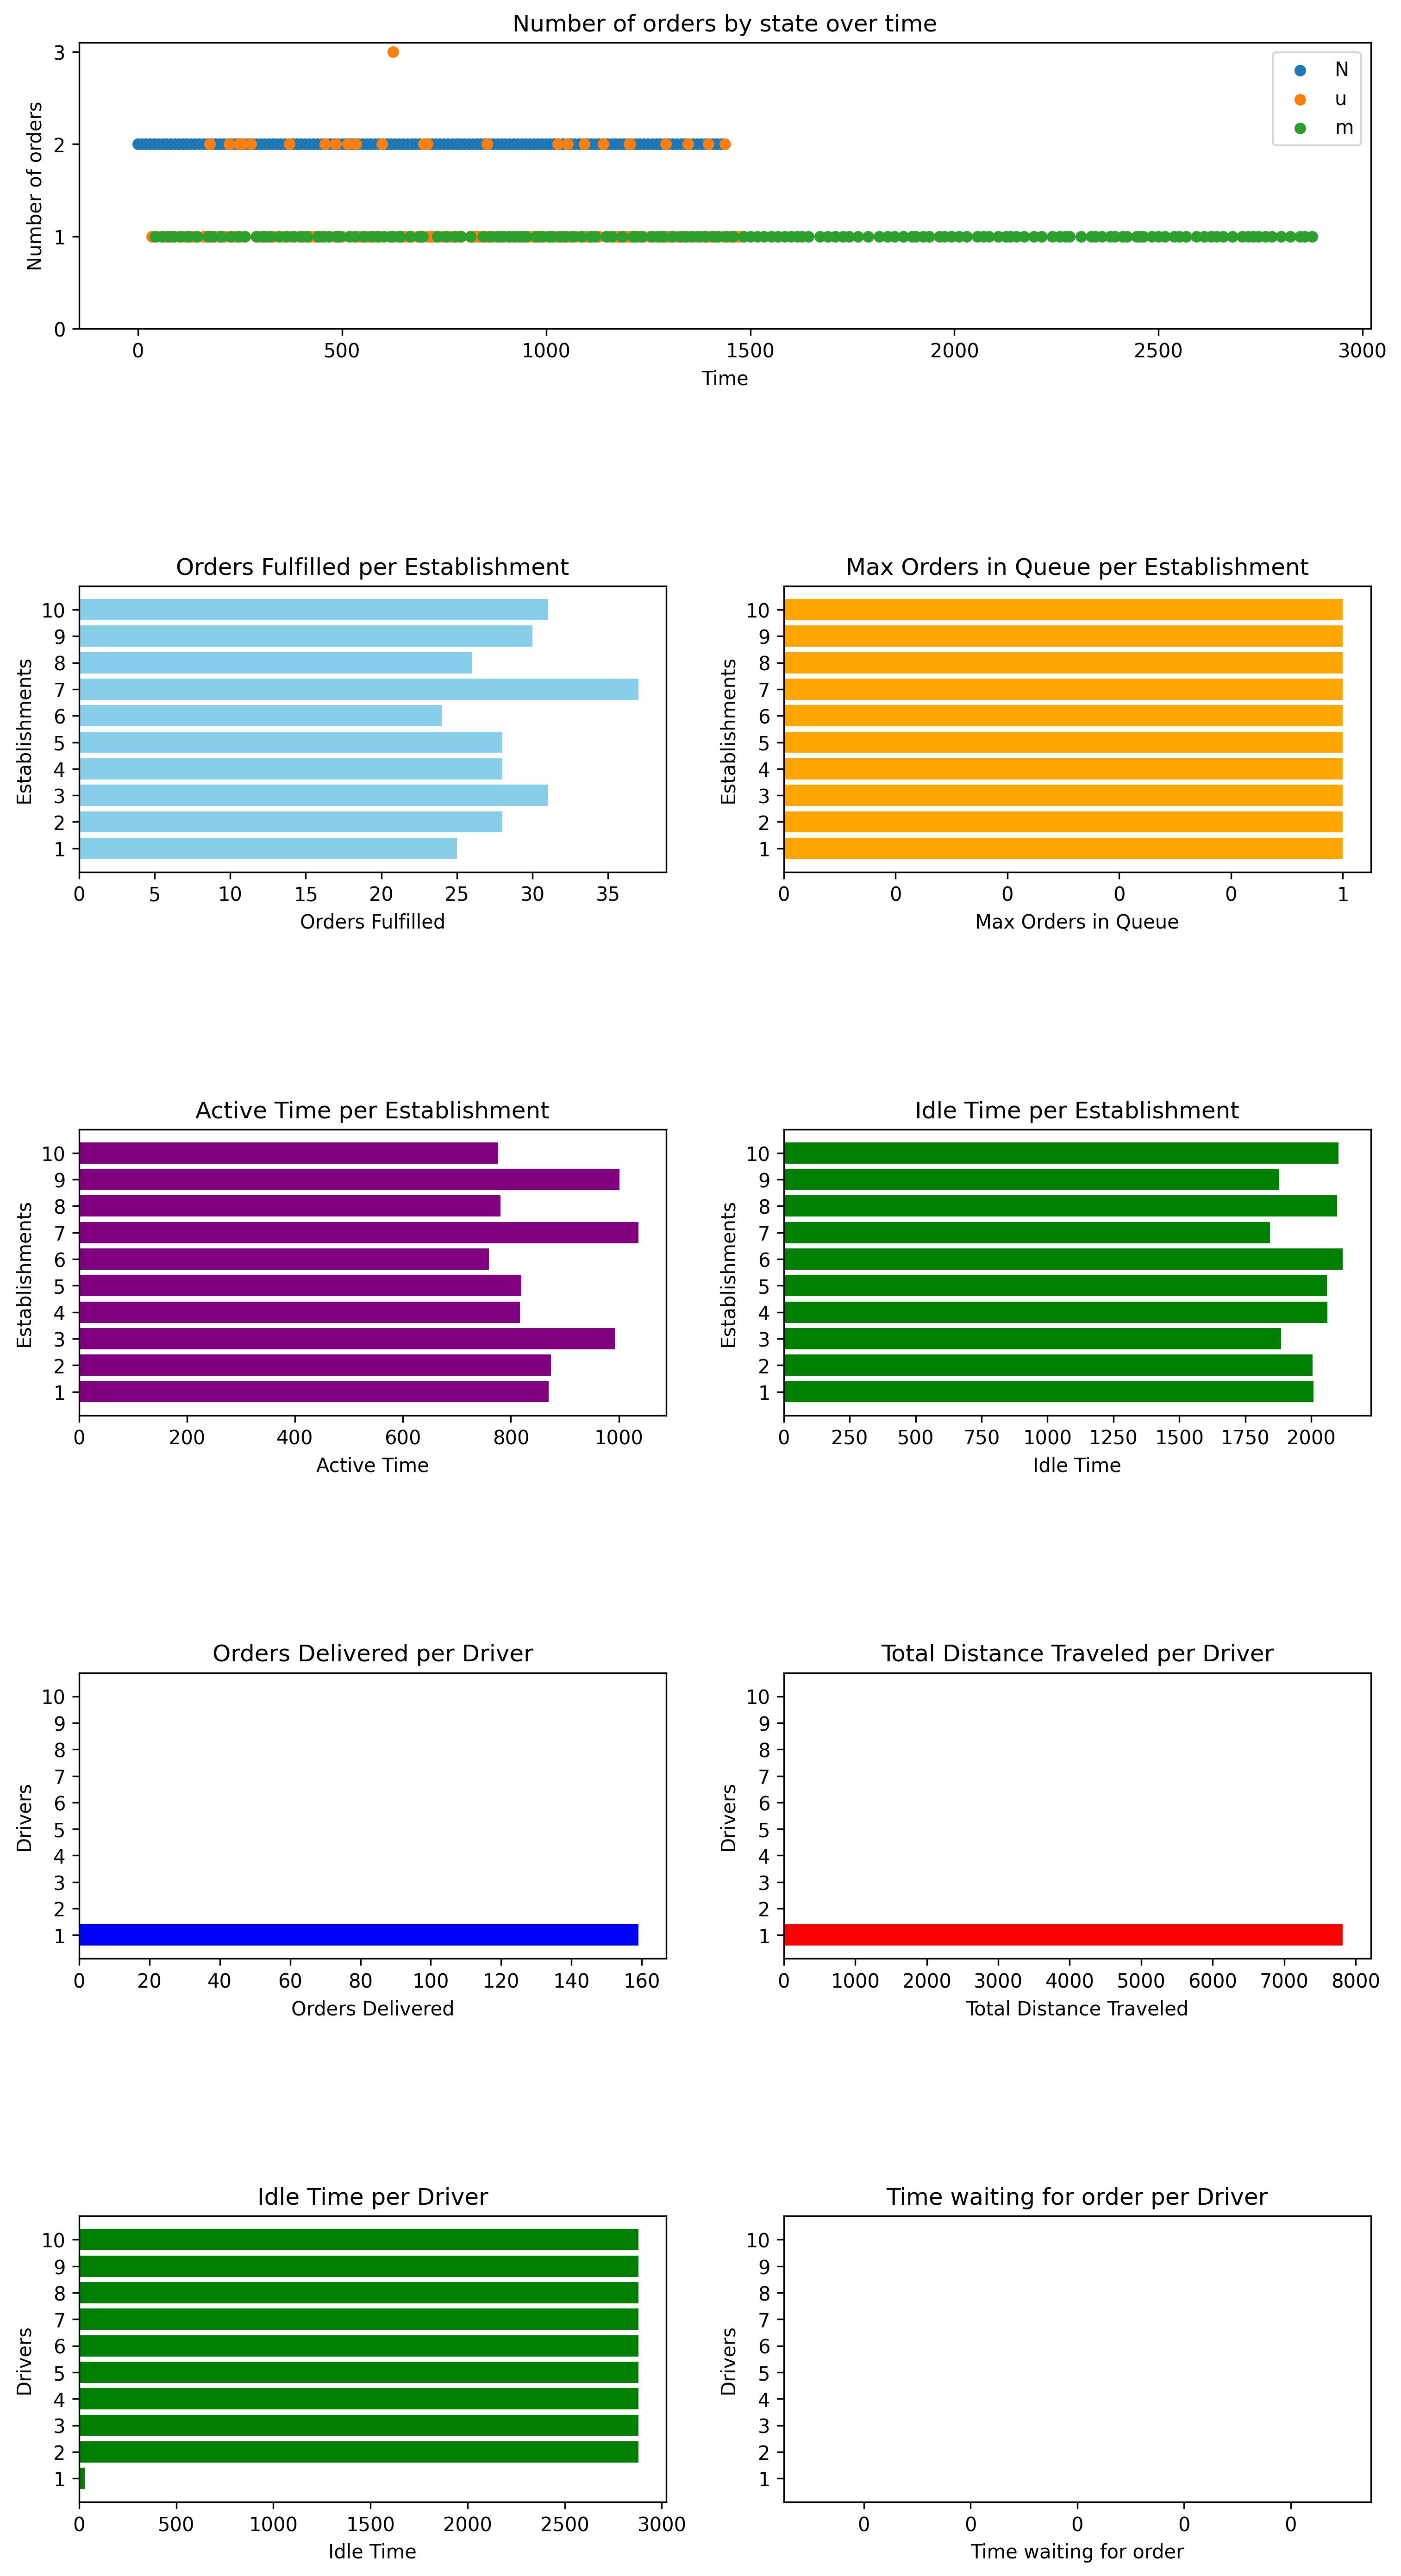 Number of orders by state over time
3
2
1
0
Number of orders
N
u
m
0 500 1000 1500 2000 2500 3000
Time
Orders Fulfilled per Establishment
10
9
8
7
6
5
4
3
2
1
Establishments
0 5 10 15 20 25 30 35
Orders Fulfilled
Max Orders in Queue per Establishment
10
9
8
7
6
5
4
3
2
1
Establishments
0 0 0 0 0 1
Max Orders in Queue
Active Time per Establishment
10
9
8
7
6
5
4
3
2
1
Establishments
0 200 400 600 800 1000
Active Time
Idle Time per Establishment
10
9
8
7
6
5
4
3
2
1
Establishments
0 250 500 750 1000 1250 1500 1750 2000
Idle Time
Orders Delivered per Driver
10
9
8
7
6
5
4
3
2
1
Drivers
0 20 40 60 80 100 120 140 160
Orders Delivered
Total Distance Traveled per Driver
10
9
8
7
6
5
4
3
2
1
Drivers
0 1000 2000 3000 4000 5000 6000 7000 8000
Total Distance Traveled
Idle Time per Driver
10
9
8
7
6
5
4
3
2
1
Drivers
0 500 1000 1500 2000 2500 3000
Idle Time
Time waiting for order per Driver
10
9
8
7
6
5
4
3
2
1
Drivers
0 0 0 0 0
Time waiting for order